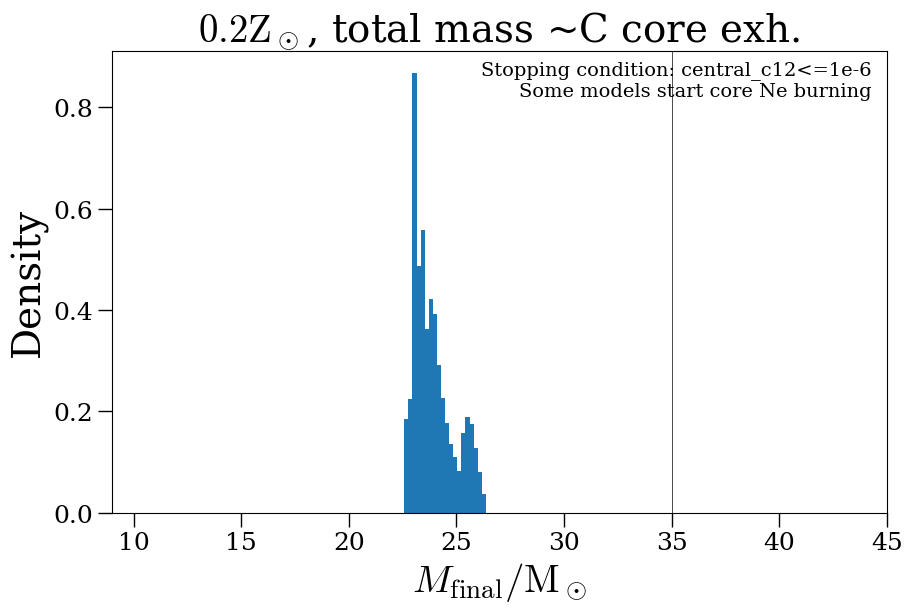 0.2Z☉, total mass ~C core exh.
Stopping condition: central_c12<=1e-6
Some models start core Ne burning
Density
0.8
0.6
0.4
0.2
0.0
10 15 20 25 30 35 40 45
M_final/M☉